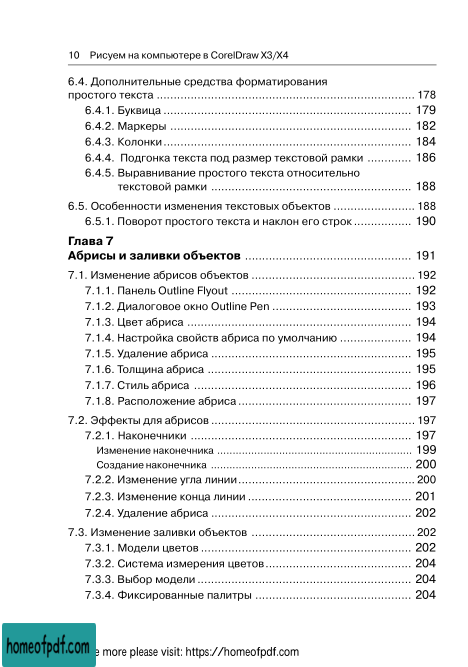 10 Рисуем на компьютере в CorelDraw X3/X4
6.4. Дополнительные средства форматирования
простого текста ........................................ 178
6.4.1. Буквица ........................................ 179
6.4.2. Маркеры ........................................ 182
6.4.3. Колонки ........................................ 184
6.4.4. Подгонка текста под размер текстовой рамки ............. 186
6.4.5. Выравнивание простого текста относительно
текстовой рамки ........................................ 188
6.5. Особенности изменения текстовых объектов .................. 188
6.5.1. Поворот простого текста и наклон его строк ................. 190
Глава 7
Абрисы и заливки объектов ........................................ 191
7.1. Изменение абрисов объектов ........................................ 192
7.1.1. Панель Outline Flyout ........................................ 192
7.1.2. Диалоговое окно Outline Pen ........................................ 193
7.1.3. Цвет абриса ........................................ 194
7.1.4. Настройка свойств абриса по умолчанию ...................... 194
7.1.5. Удаление абриса ........................................ 195
7.1.6. Толщина абриса ........................................ 195
7.1.7. Стиль абриса ........................................ 196
7.1.8. Расположение абриса ........................................ 197
7.2. Эффекты для абрисов ........................................ 197
7.2.1. Наконечники ........................................ 197
Изменение наконечника ........................................ 199
Создание наконечника ........................................ 200
7.2.2. Изменение угла линии ........................................ 200
7.2.3. Изменение конца линии ........................................ 201
7.2.4. Удаление абриса ........................................ 202
7.3. Изменение заливки объектов ........................................ 202
7.3.1. Модели цветов ........................................ 202
7.3.2. Система измерения цветов ........................................ 204
7.3.3. Выбор модели ........................................ 204
7.3.4. Фиксированные палитры ........................................ 204
homeofpdf.com
e more please visit: https://homeofpdf.com